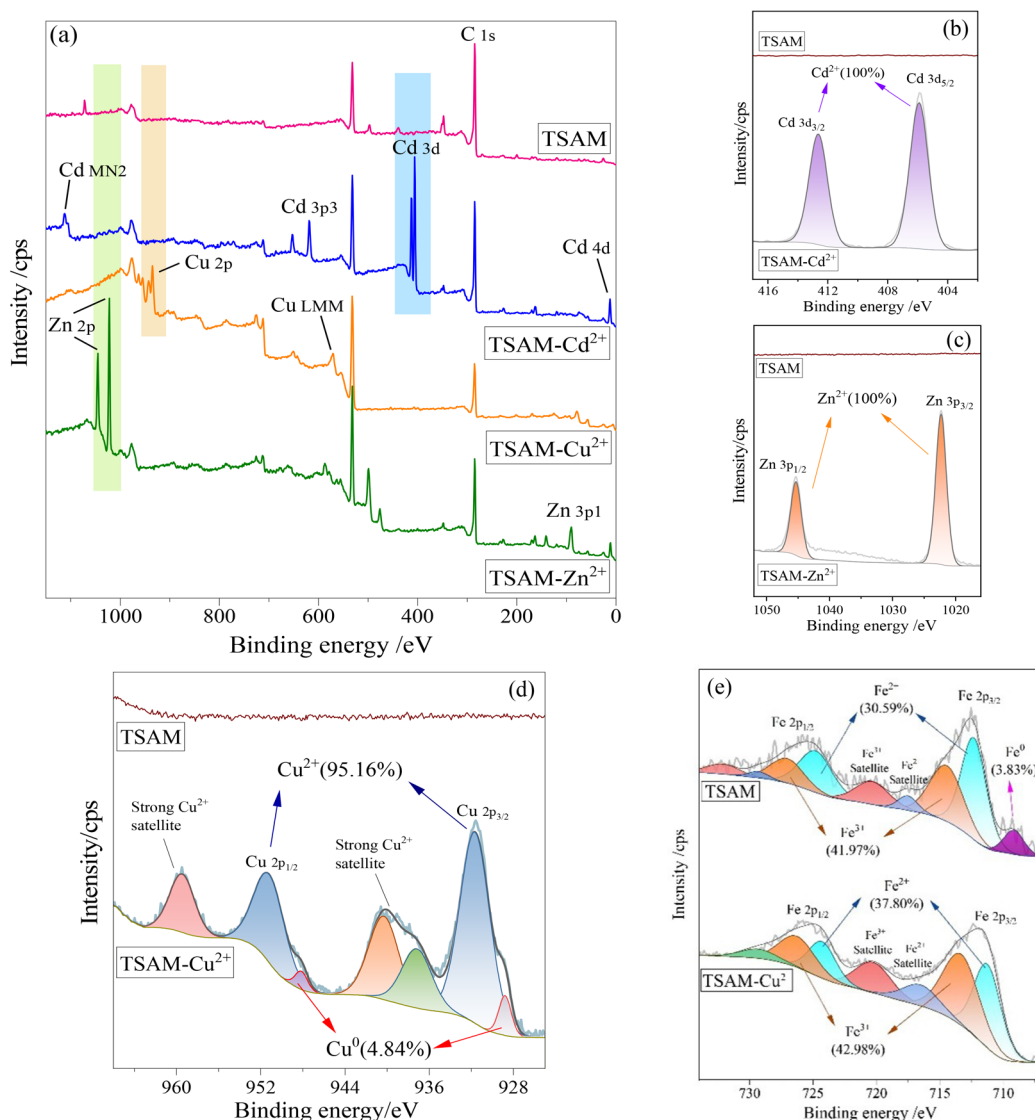 (a)
C 1s
TSAM
Cd MN2
Cd 3p3
Cd 3d
Cd 4d
TSAM-Cd²⁺
Cu 2p
Cu LMM
TSAM-Cu²⁺
Zn 2p
Zn 3p1
TSAM-Zn²⁺
Intensity /cps
1000 800 600 400 200 0
Binding energy /eV
(b)
TSAM
Cd²⁺(100%)
Cd 3d₅/₂
Cd 3d₃/₂
TSAM-Cd²⁺
Intensity/cps
416 412 408 404
Binding energy /eV
(c)
TSAM
Zn²⁺(100%)
Zn 3p₃/₂
Zn 3p₁/₂
TSAM-Zn²⁺
Intensity/cps
1050 1040 1030 1020
Binding energy /eV
(d)
TSAM
Cu²⁺(95.16%)
Strong Cu²⁺
satellite
Cu 2p₁/₂
Strong Cu²⁺
satellite
Cu 2p₃/₂
TSAM-Cu²⁺
Cu⁰(4.84%)
Intensity/cps
960 952 944 936 928
Binding energy/eV
(e)
Fe²⁻
(30.59%)
Fe 2p₃/₂
Fe 2p₁/₂
Fe³⁺
Satellite
Fe²
Satellite
Fe⁰
(3.83%)
TSAM
Fe³⁺
(41.97%)
Fe²⁺
(37.80%)
Fe 2p₁/₂
Fe 2p₃/₂
Fe³⁺
Satellite
Fe²⁺
Satellite
TSAM-Cu²
Fe³⁺
(42.98%)
Intensity /cps
730 725 720 715 710
Binding energy /eV